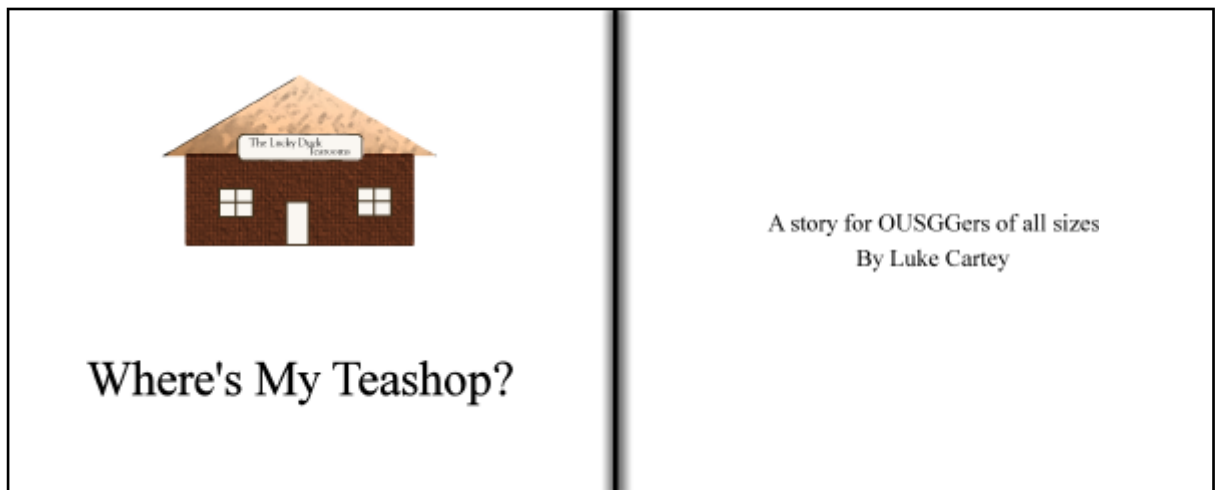 The Lucky Duck
Tearooms
Where's My Teashop?
A story for OUSGGers of all sizes
By Luke Cartey